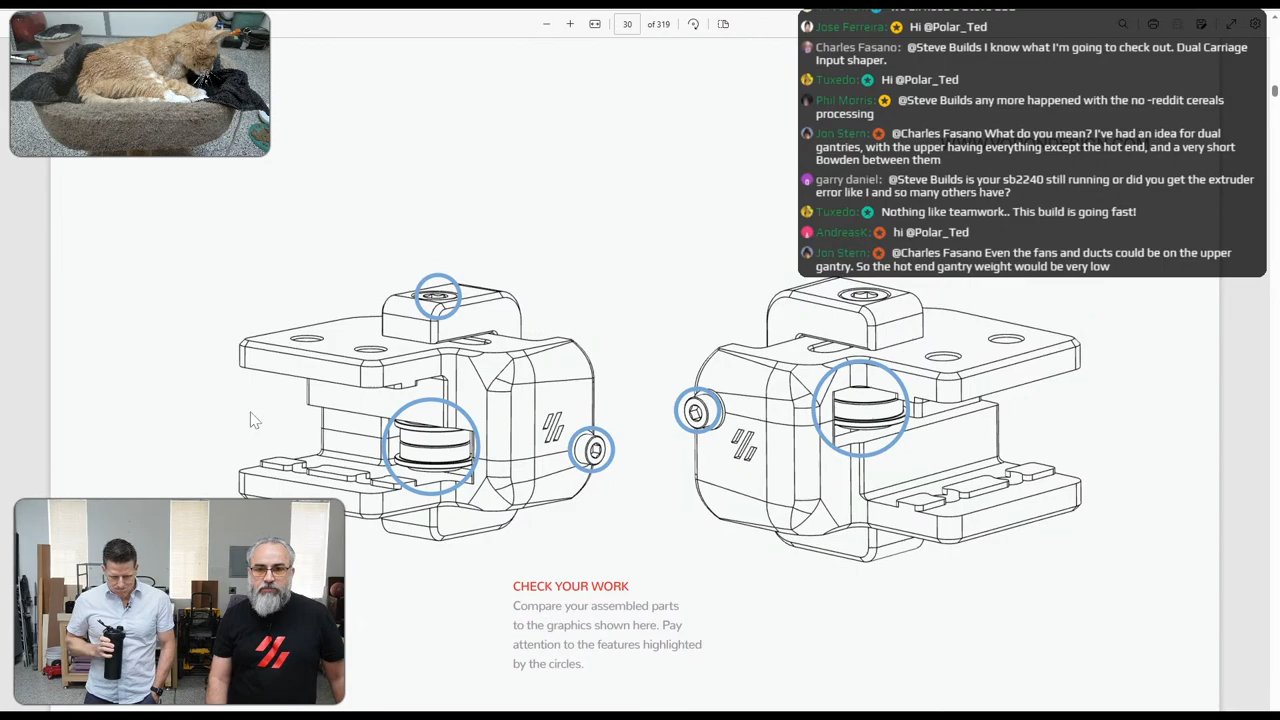 30 of 319
Jose Ferreira: Hi @Polar_Ted
Charles Fasano: @Steve Builds I know what I'm going to check out. Dual Carriage
Input shaper.
Tuxedo: Hi @Polar_Ted
Phil Morris: @Steve Builds any more happened with the no -reddit cereals
processing
Jon Stern: @Charles Fasano What do you mean? I've had an idea for dual
gantries, with the upper having everything except the hot end, and a very short
Bowden between them
garry daniel: @Steve Builds is your sb2240 still running or did you get the extruder
error like I and so many others have?
Tuxedo: Nothing like teamwork.. This build is going fast!
AndreasK: hi @Polar_Ted
Jon Stern: @Charles Fasano Even the fans and ducts could be on the upper
gantry. So the hot end gantry weight would be very low
CHECK YOUR WORK
Compare your assembled parts
to the graphics shown here. Pay
attention to the features highlighted
by the circles.